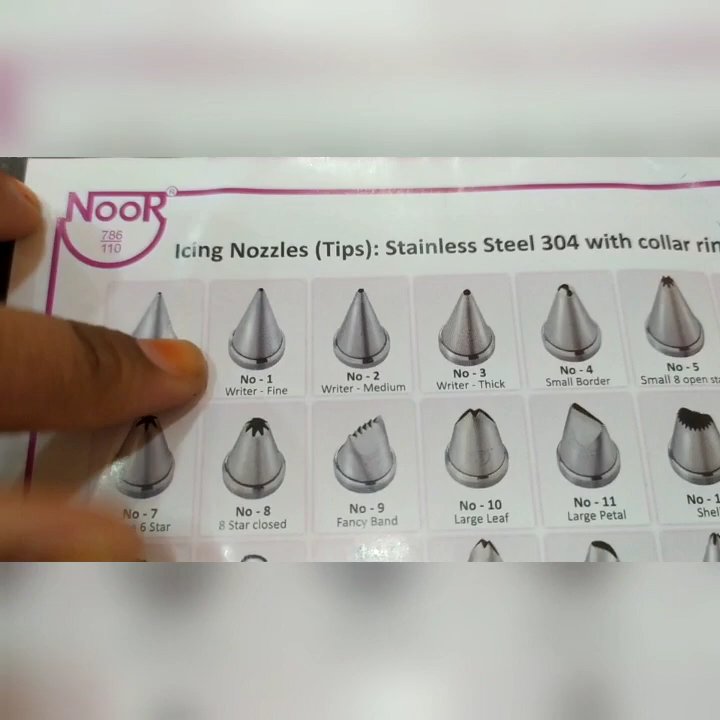 NooR®
786
110
Icing Nozzles (Tips): Stainless Steel 304 with collar rin
No - 1
Writer - Fine
No - 2
Writer - Medium
No - 3
Writer - Thick
No - 4
Small Border
No - 5
Small 8 open sta
No - 7
6 Star
No - 8
8 Star closed
No - 9
Fancy Band
No - 10
Large Leaf
No - 11
Large Petal
No - 1
Shel